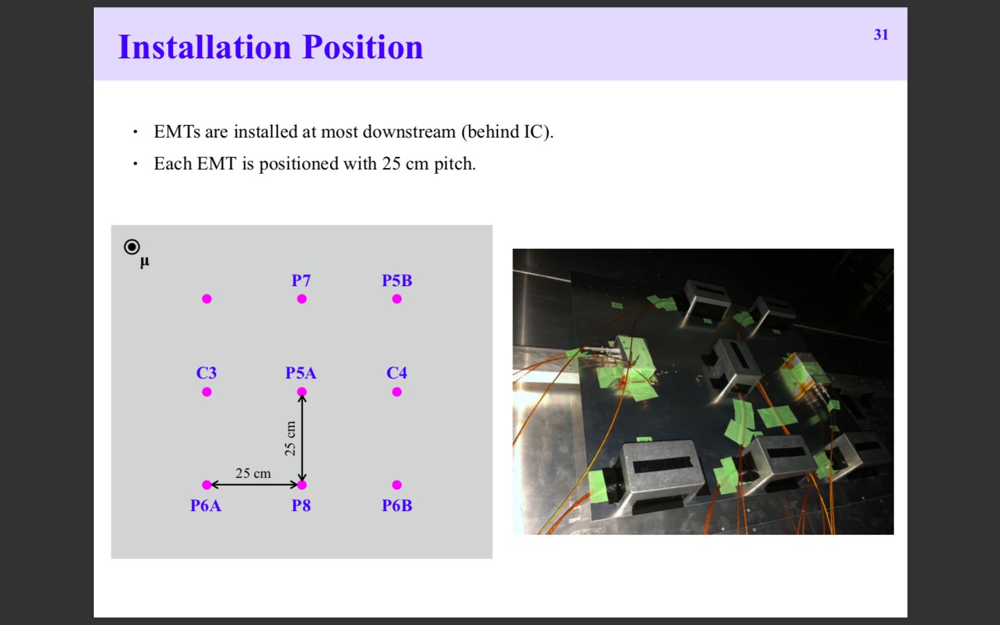 Installation Position
31
・ EMTs are installed at most downstream (behind IC).
・ Each EMT is positioned with 25 cm pitch.
μ
P7 P5B
C3 P5A C4
25 cm
25 cm
P6A P8 P6B